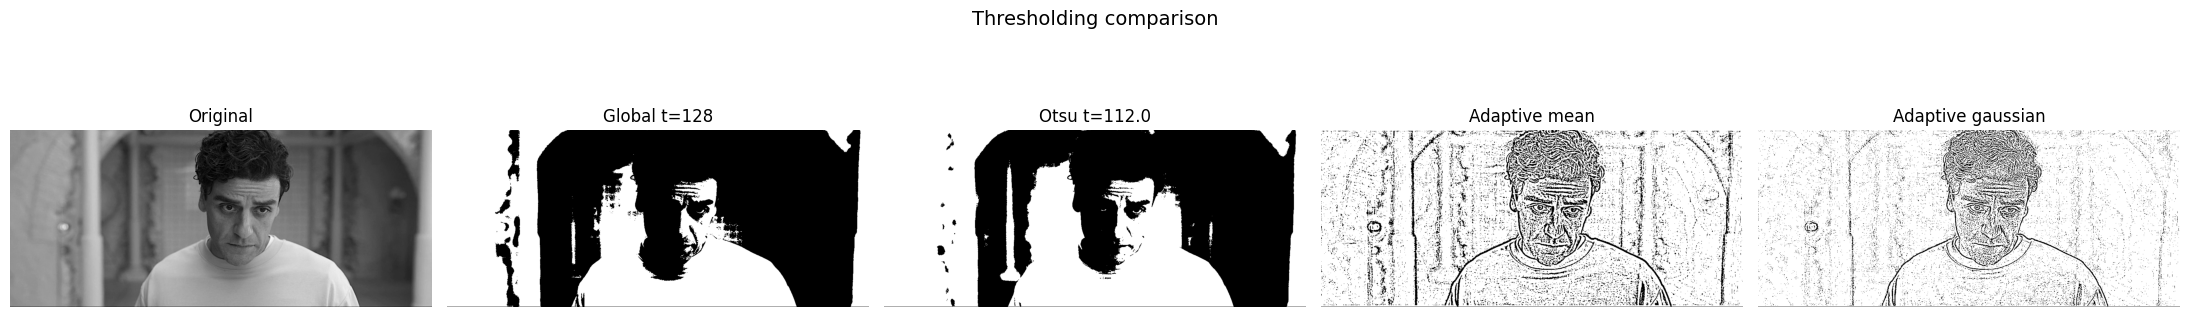 Thresholding comparison
Original
Global t=128
Otsu t=112.0
Adaptive mean
Adaptive gaussian